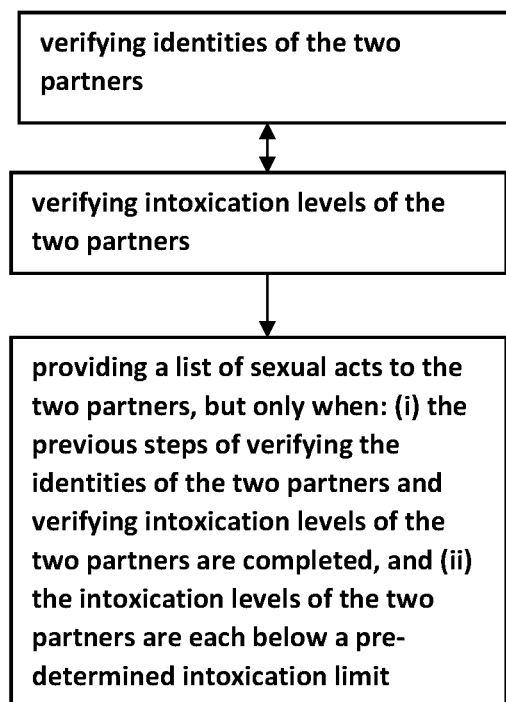 verifying identities of the two
partners
verifying intoxication levels of the
two partners
providing a list of sexual acts to the
two partners, but only when: (i) the
previous steps of verifying the
identities of the two partners and
verifying intoxication levels of the
two partners are completed, and (ii)
the intoxication levels of the two
partners are each below a pre-
determined intoxication limit